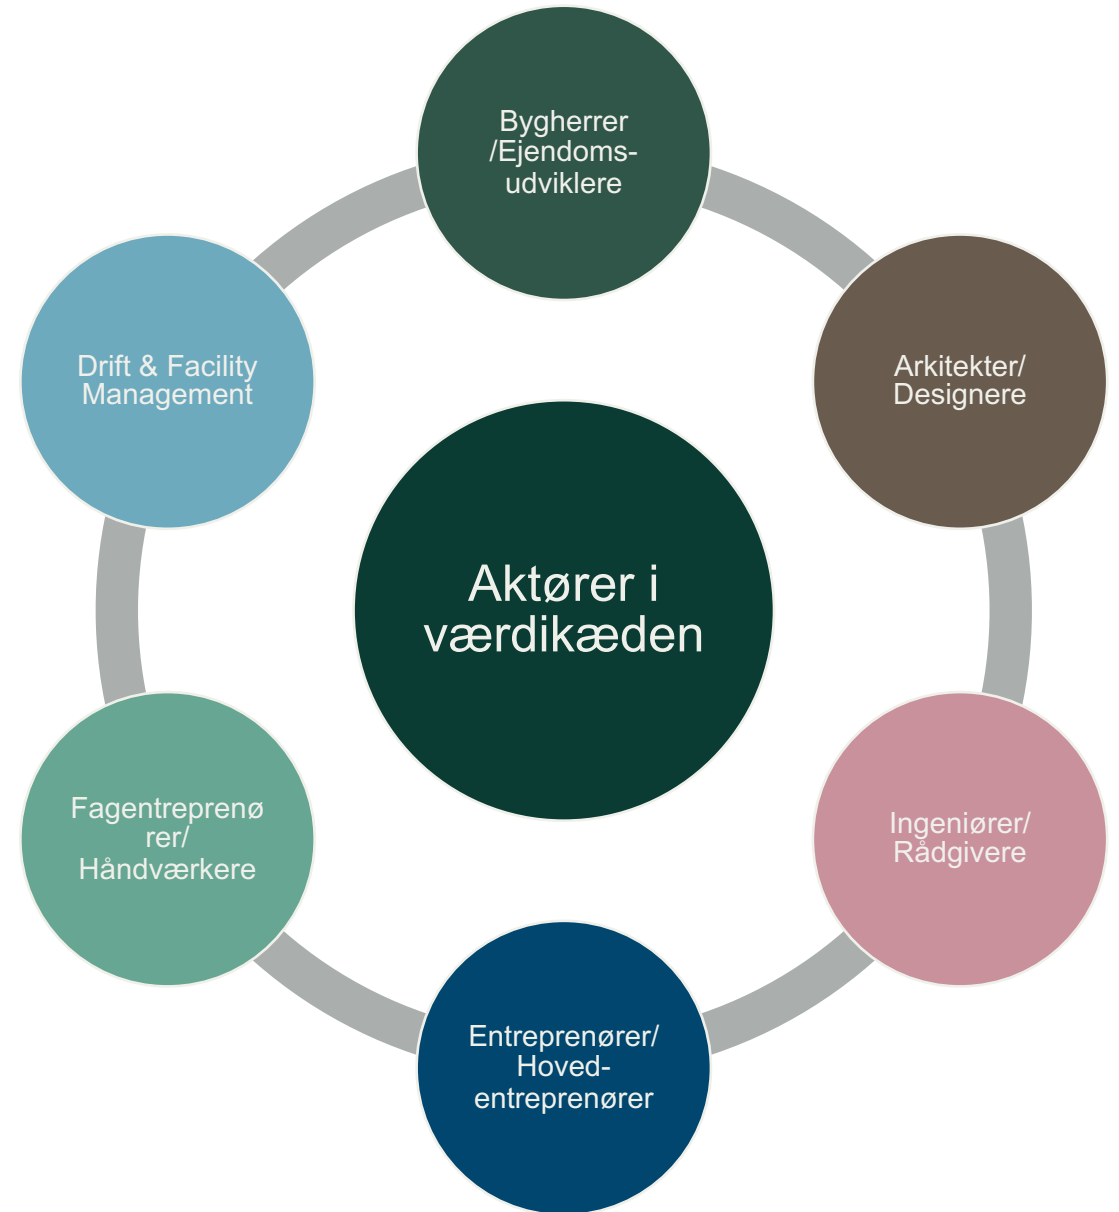 Bygherrer
/Ejendoms-
udviklere
Arkitekter/
Designere
Ingeniører/
Rådgivere
Entreprenører/
Hoved-
entreprenører
Fagentreprenø
rer/
Håndværkere
Drift & Facility
Management
Aktører i
værdikæden